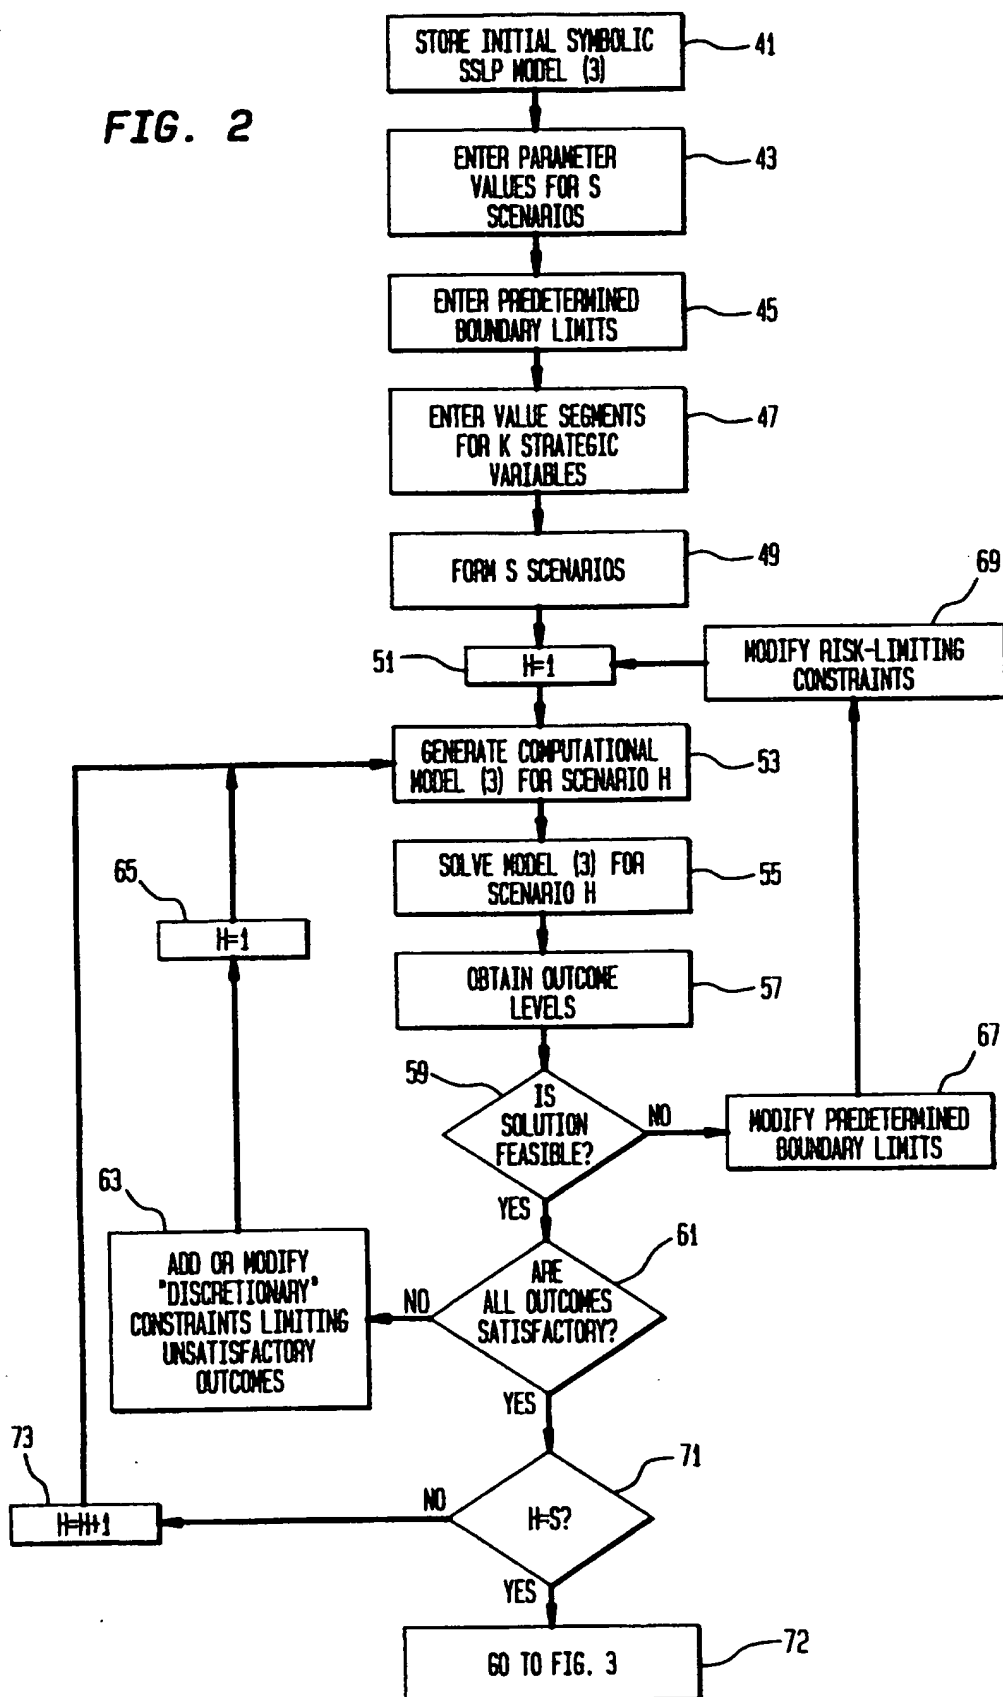 FIG. 2
STORE INITIAL SYMBOLIC
SSLP MODEL (3)
41
ENTER PARAMETER
VALUES FOR S
SCENARIOS
43
ENTER PREDETERMINED
BOUNDARY LIMITS
45
ENTER VALUE SEGMENTS
FOR K STRATEGIC
VARIABLES
47
FORM S SCENARIOS
49
51
H=1
MODIFY RISK-LIMITING
CONSTRAINTS
69
GENERATE COMPUTATIONAL
MODEL (3) FOR SCENARIO H
53
SOLVE MODEL (3) FOR
SCENARIO H
55
65
H=1
OBTAIN OUTCOME
LEVELS
57
59
IS
SOLUTION
FEASIBLE?
NO
YES
MODIFY PREDETERMINED
BOUNDARY LIMITS
67
63
ADD OR MODIFY
"DISCRETIONARY"
CONSTRAINTS LIMITING
UNSATISFACTORY
OUTCOMES
ARE
ALL OUTCOMES
SATISFACTORY?
61
NO
YES
73
H=H+1
H=S?
71
NO
YES
GO TO FIG. 3
72